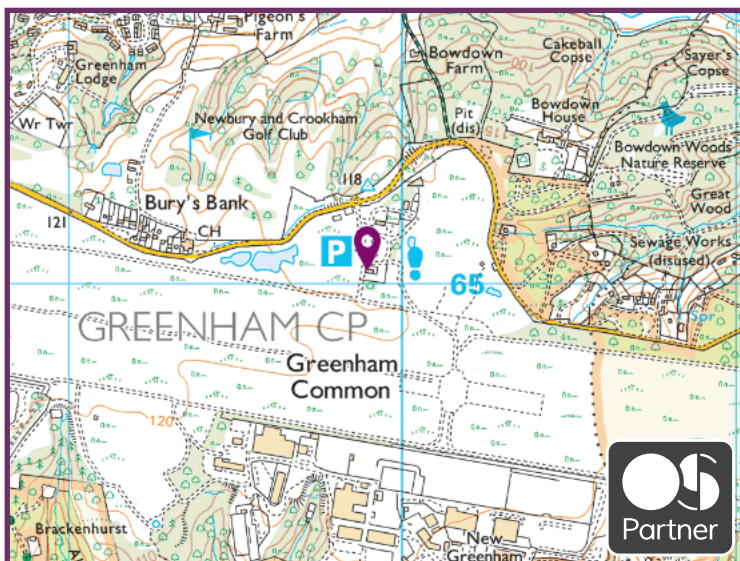 Pigeon's
Farm
Greenham
Lodge
Wr Twr
Newbury and Crookham
Golf Club
Bowdown
Farm
Cakeball
Copse
Sayer's
Copse
100
Pit
(dis)
115
Bowdown
House
Bowdown Woods
Nature Reserve
Great
Wood
118
Bury's Bank
121
CH
P
Sewage Works
(disused)
65
Spr
GREENHAM CP
Greenham
Common
120
Brackenhurst
New
Greenham
OS
Partner